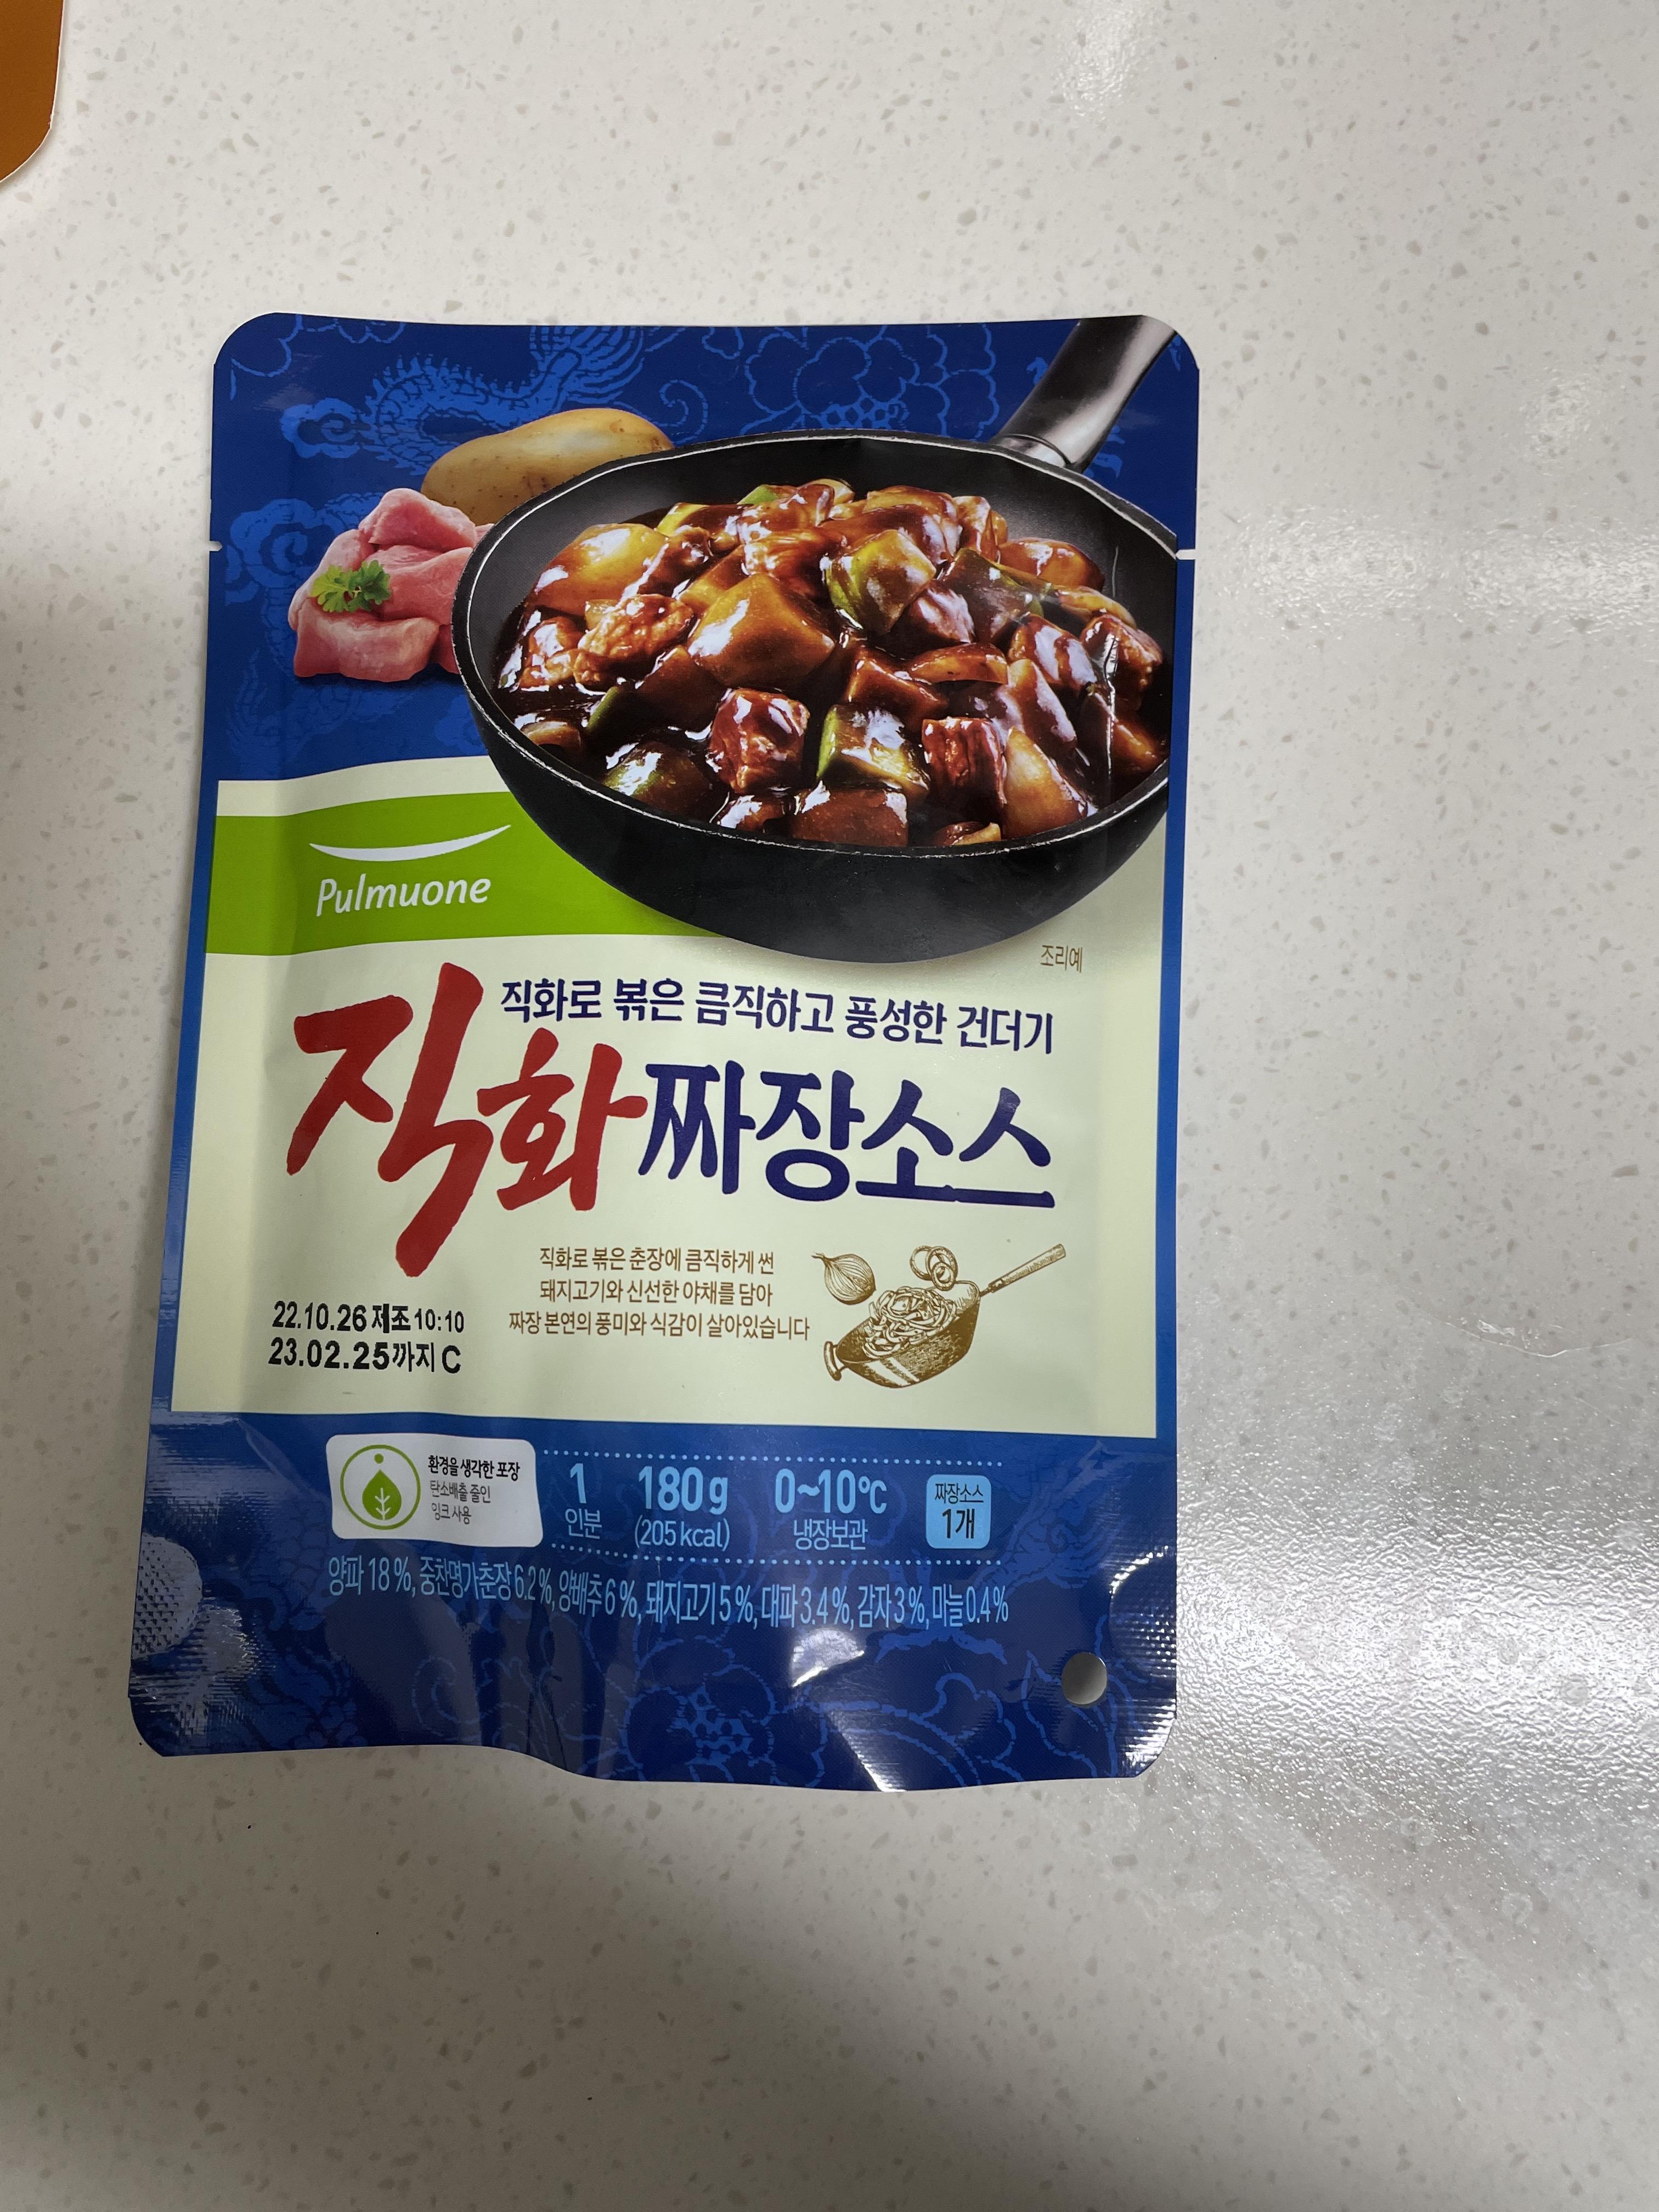 Pulmuone
조리예
직화로 볶은 큼직하고 풍성한 건더기
직화짜장소스
직화로 볶은 춘장에 큼직하게 썬
돼지고기와 신선한 야채를 담아
짜장 본연의 풍미와 식감이 살아있습니다
22.10.26 제조 10:10
23.02.25까지 C
환경을 생각한 포장
탄소배출 줄인
잉크 사용
1
인분
180g
(205 kcal)
0~10℃
냉장보관
짜장소스
1개
양파 18 %, 중찬명가춘장 6.2 %, 양배추 6 %, 돼지고기 5 %, 대파 3.4 %, 감자 3 %, 마늘 0.4 %